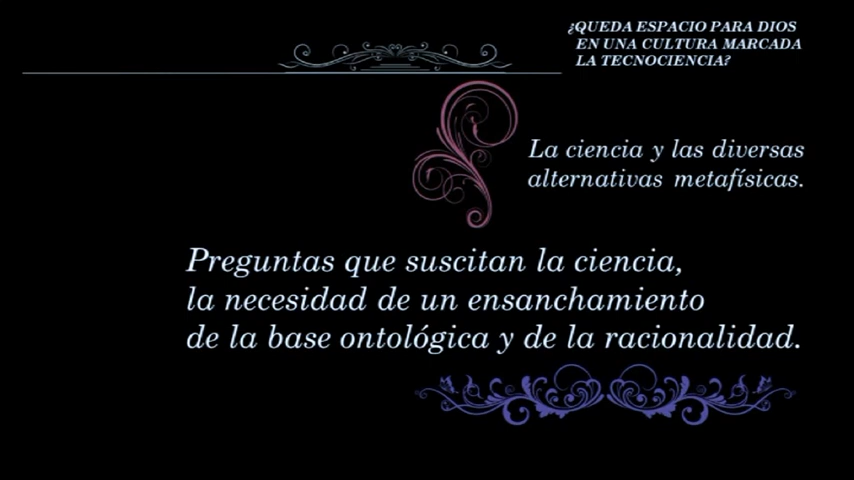 ¿QUEDA ESPACIO PARA DIOS
EN UNA CULTURA MARCADA
LA TECNOCIENCIA?
La ciencia y las diversas
alternativas metafísicas.
Preguntas que suscitan la ciencia,
la necesidad de un ensanchamiento
de la base ontológica y de la racionalidad.